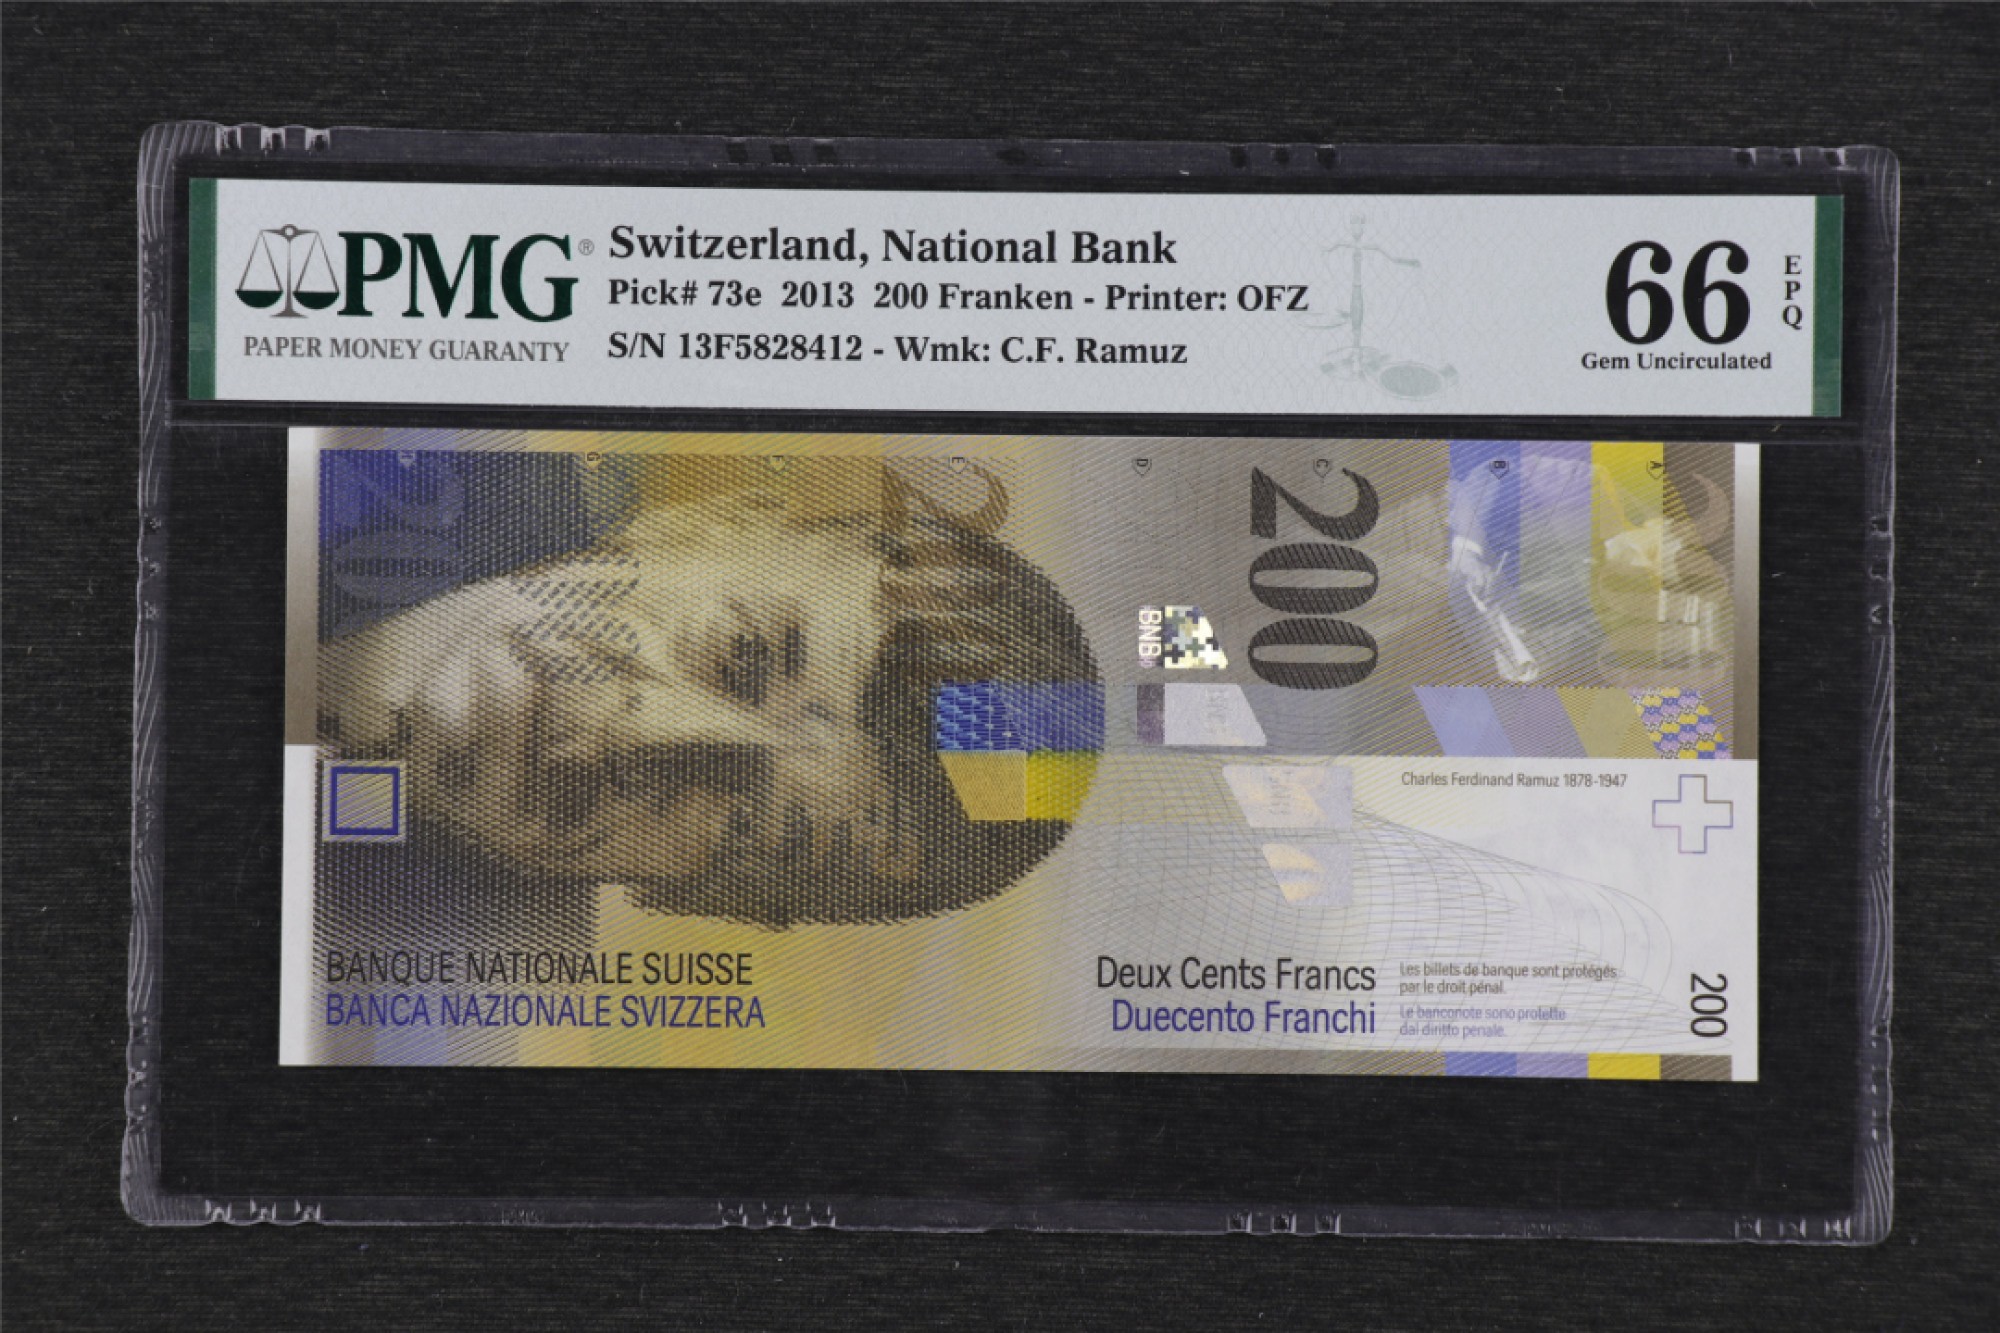 PMG®
PAPER MONEY GUARANTY
Switzerland, National Bank
Pick# 73e 2013 200 Franken - Printer: OFZ
S/N 13F5828412 - Wmk: C.F. Ramuz
66
EPQ
Gem Uncirculated
H G F E D C B A
200
BNB
Charles Ferdinand Ramuz 1878-1947
BANQUE NATIONALE SUISSE
BANCA NAZIONALE SVIZZERA
Deux Cents Francs
Duecento Franchi
Les billets de banque sont protégés
par le droit pénal.
Le banconote sono protette
dal diritto penale.
200